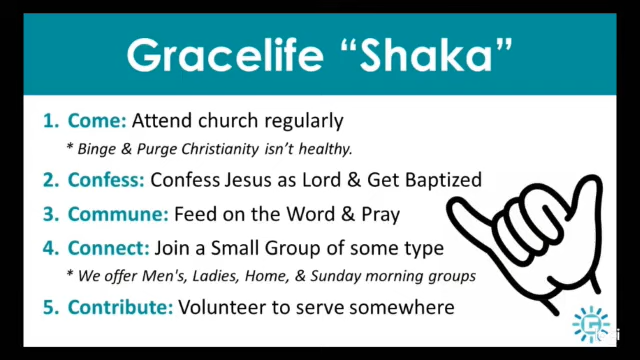 Gracelife “Shaka”
1. Come: Attend church regularly
* Binge & Purge Christianity isn't healthy.
2. Confess: Confess Jesus as Lord & Get Baptized
3. Commune: Feed on the Word & Pray
4. Connect: Join a Small Group of some type
* We offer Men's, Ladies, Home, & Sunday morning groups
5. Contribute: Volunteer to serve somewhere
G